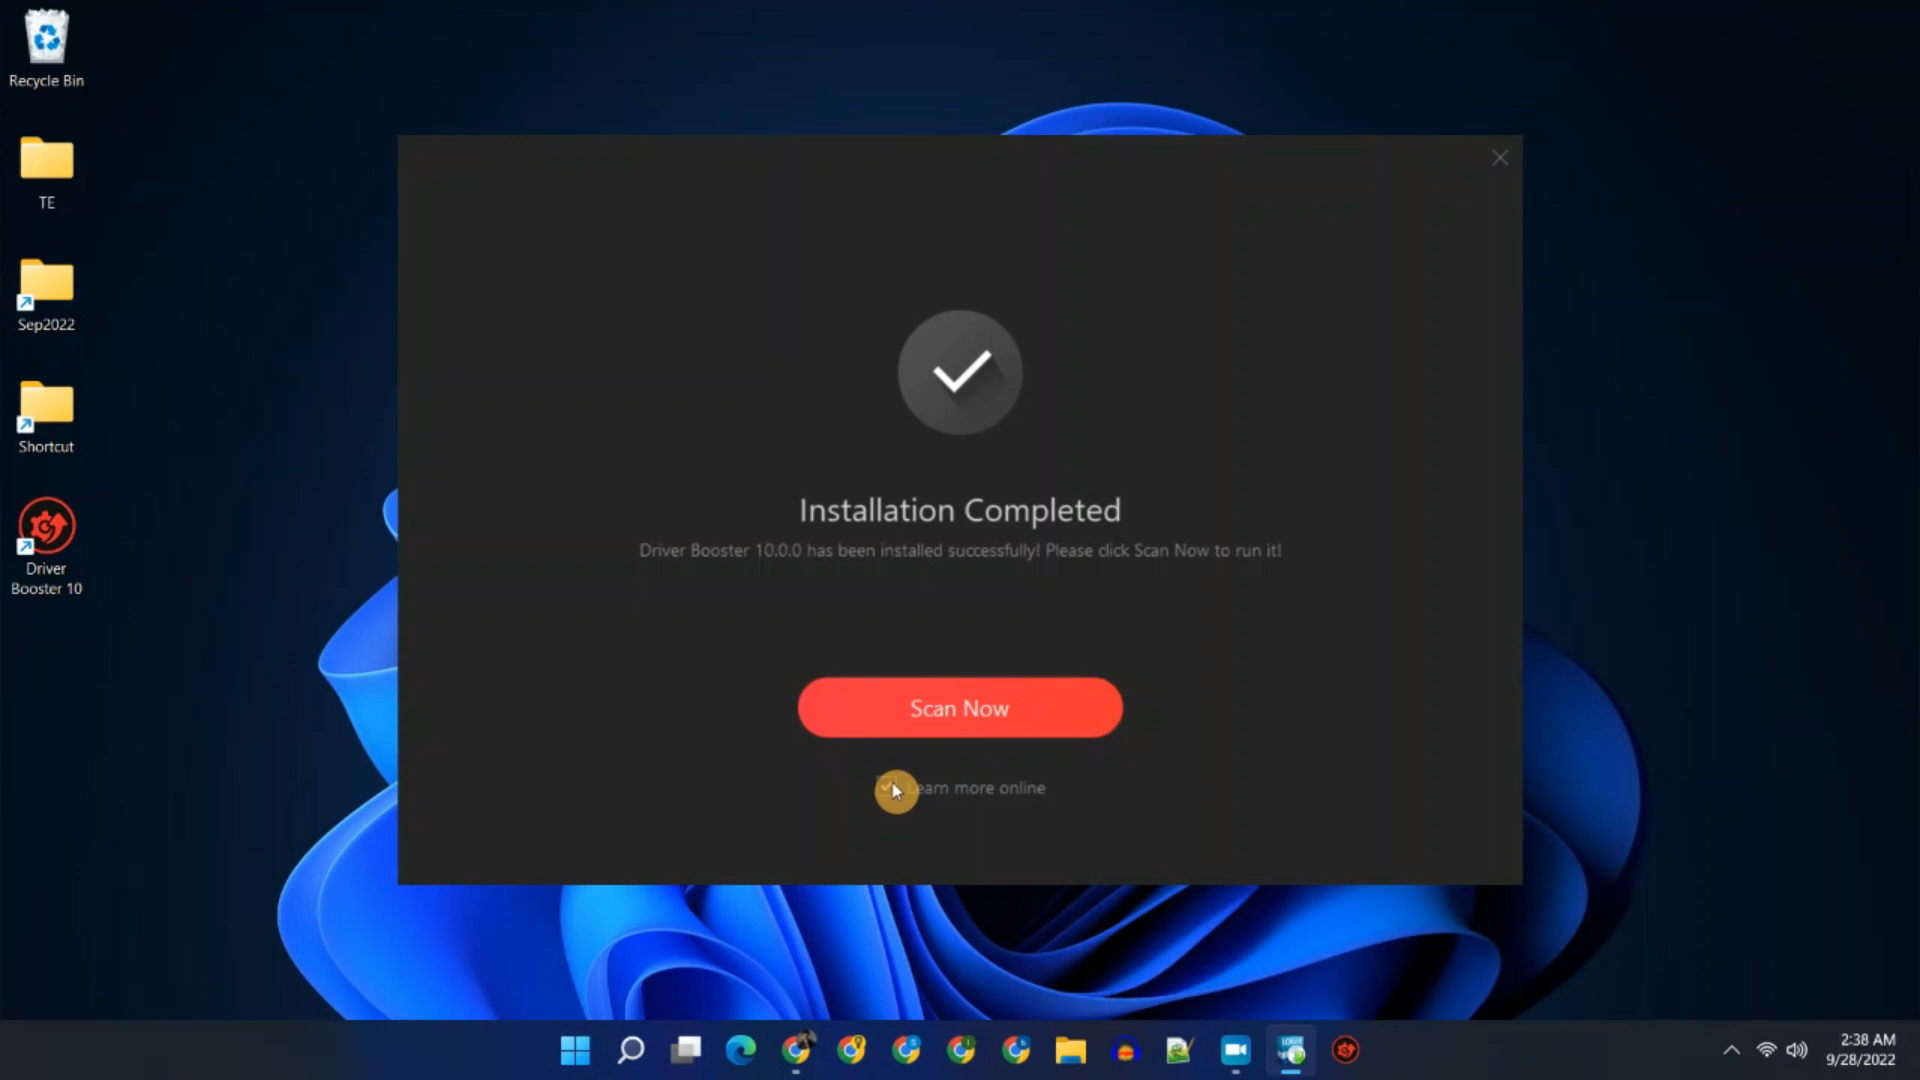 Recycle Bin
TE
Sep2022
Shortcut
Driver
Booster 10
Installation Completed
Driver Booster 10.0.0 has been installed successfully! Please click Scan Now to run it!
Scan Now
Learn more online
2:38 AM
9/28/2022